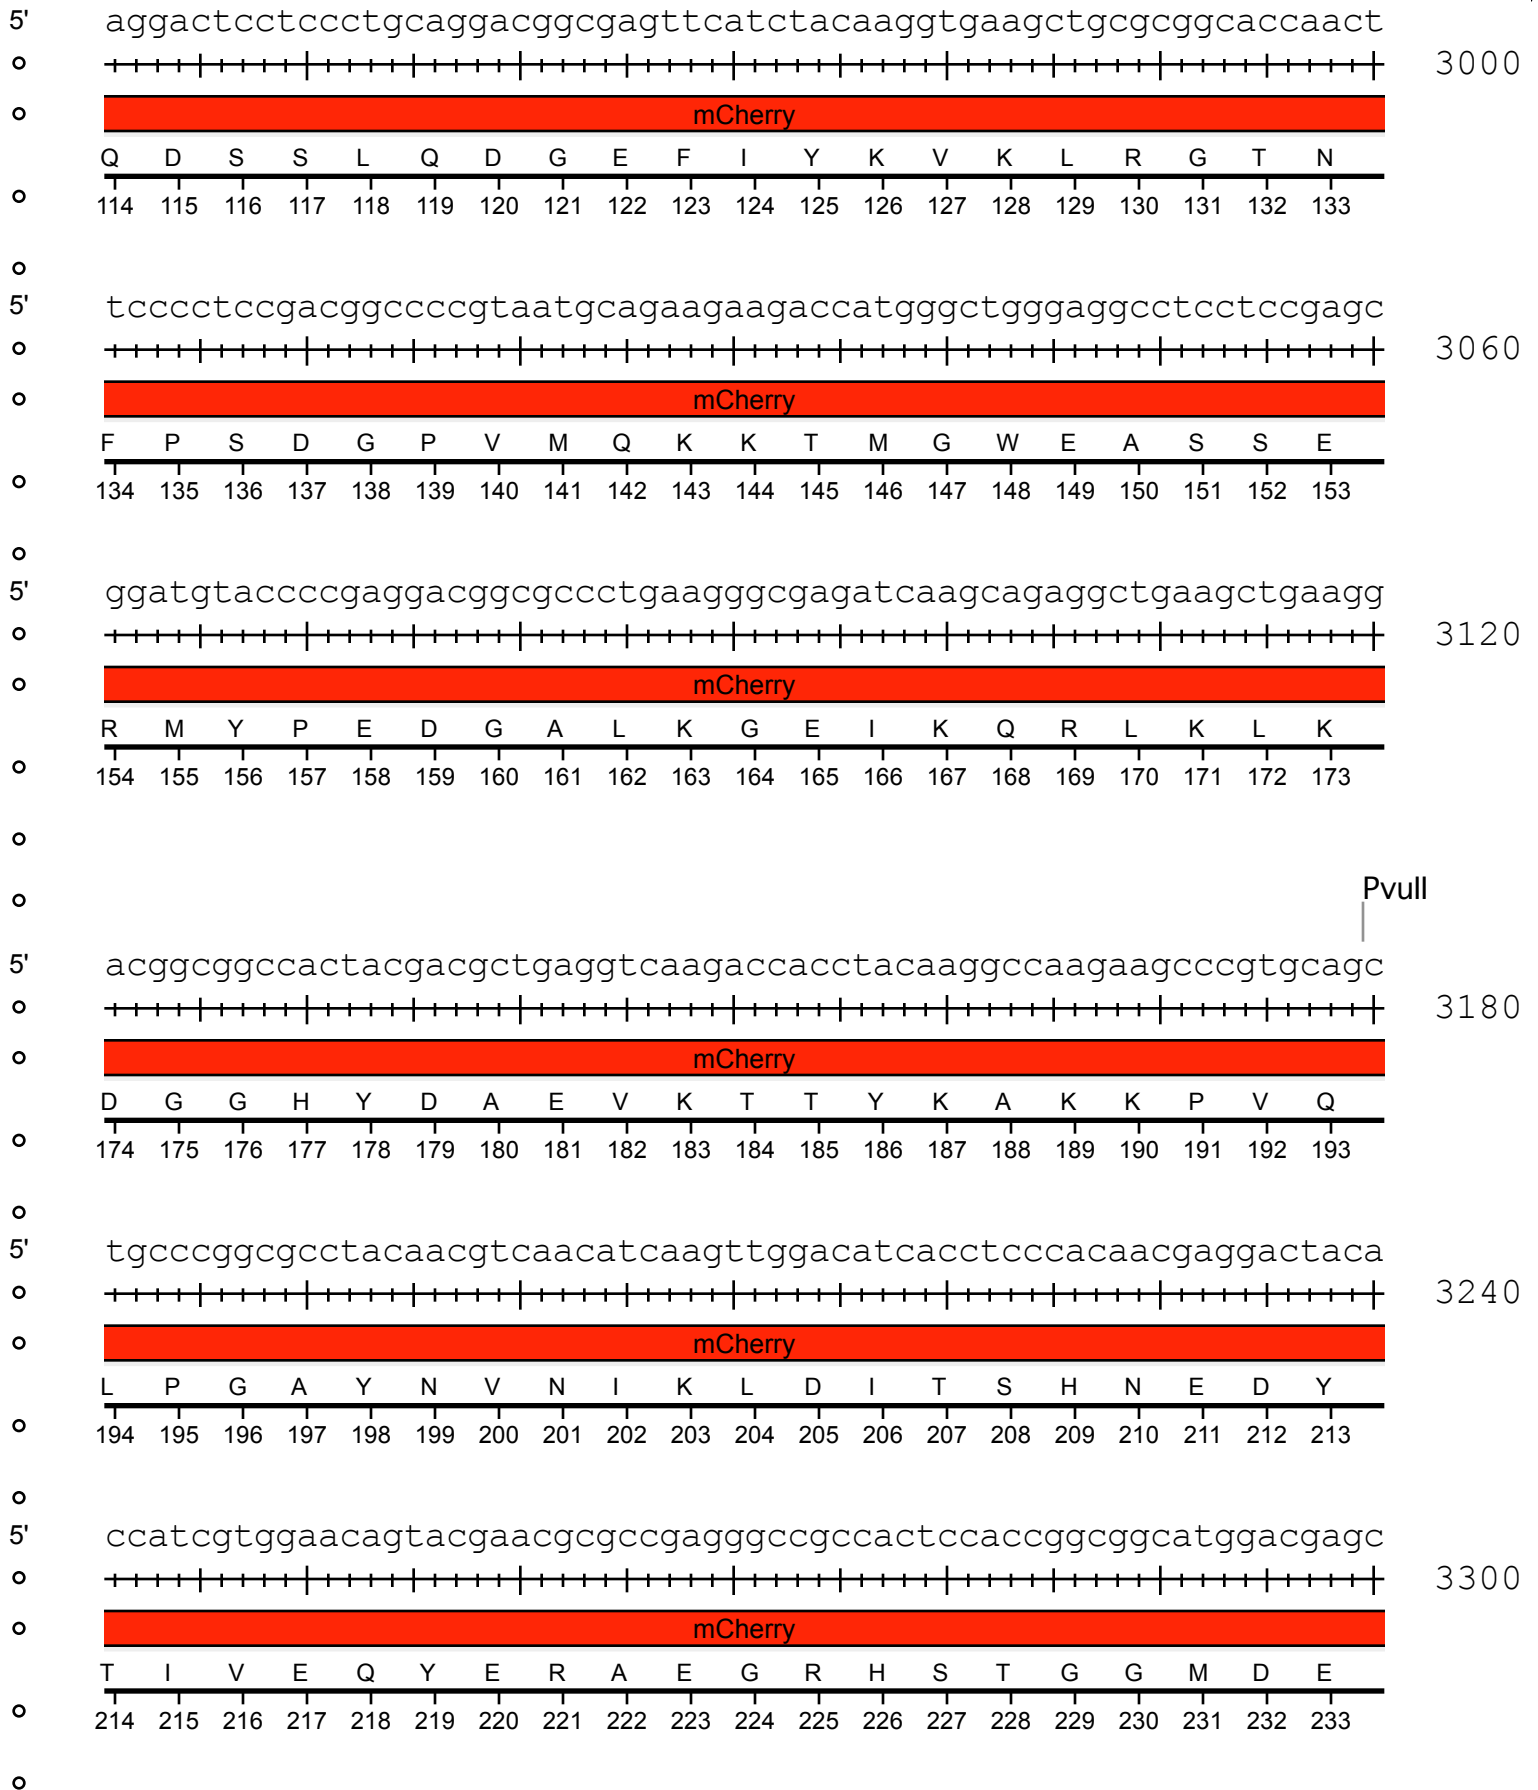 5' aggactcctccctgcaggacggcgagttcatctacaaggtgaagctgcgcggcaccaact
3000
mCherry
Q D S S L Q D G E F I Y K V K L R G T N
114 115 116 117 118 119 120 121 122 123 124 125 126 127 128 129 130 131 132 133
5' tcccctccgacggccccgtaatgcagaagaagaccatgggctgggaggcctcctccgagc
3060
mCherry
F P S D G P V M Q K K T M G W E A S S E
134 135 136 137 138 139 140 141 142 143 144 145 146 147 148 149 150 151 152 153
5' ggatgtaccccgaggacggcgccctgaagggcgagatcaagcagaggctgaagctgaagg
3120
mCherry
R M Y P E D G A L K G E I K Q R L K L K
154 155 156 157 158 159 160 161 162 163 164 165 166 167 168 169 170 171 172 173
PvuII
5' acggcggccactacgacgctgaggtcaagaccacctacaaggccaagaagcccgtgcagc
3180
mCherry
D G G H Y D A E V K T T Y K A K K P V Q
174 175 176 177 178 179 180 181 182 183 184 185 186 187 188 189 190 191 192 193
5' tgcccggcgcctacaacgtcaacatcaagttggacatcacctcccacaacgaggactaca
3240
mCherry
L P G A Y N V N I K L D I T S H N E D Y
194 195 196 197 198 199 200 201 202 203 204 205 206 207 208 209 210 211 212 213
5' ccatcgtggaacagtacgaacgcgccgagggccgccactccaccggcggcatggacgagc
3300
mCherry
T I V E Q Y E R A E G R H S T G G M D E
214 215 216 217 218 219 220 221 222 223 224 225 226 227 228 229 230 231 232 233